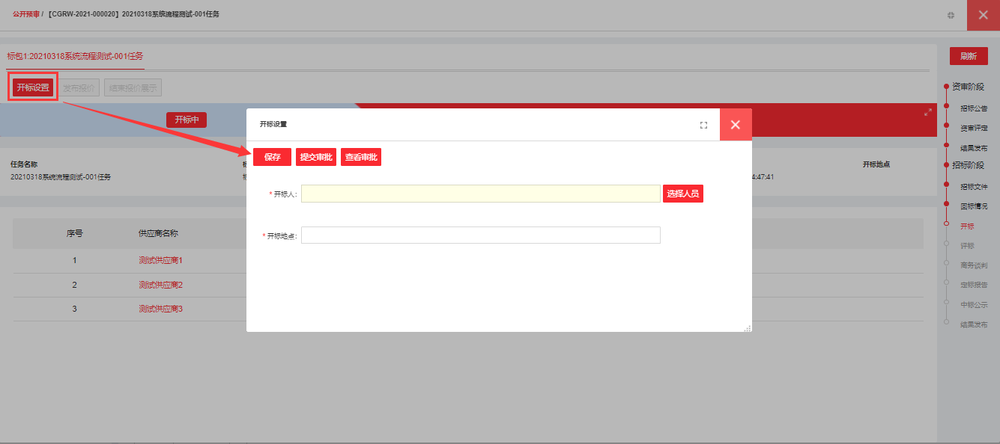 公开预审 / 【CGRW-2021-000020】20210318系统流程测试-001任务
标包1:20210318系统流程测试-001任务
刷新
开标设置 发布报价 结束报价展示
开标中
任务名称
20210318系统流程测试-001任务
开标地点
4:47:41
序号 供应商名称
1 测试供应商1
2 测试供应商2
3 测试供应商3
开标设置
保存 提交审批 查看审批
* 开标人: 选择人员
* 开标地点:
资审阶段
招标公告
资审评定
结果发布
招标阶段
招标文件
回标情况
开标
评标
商务谈判
定标报告
中标公示
结果发布